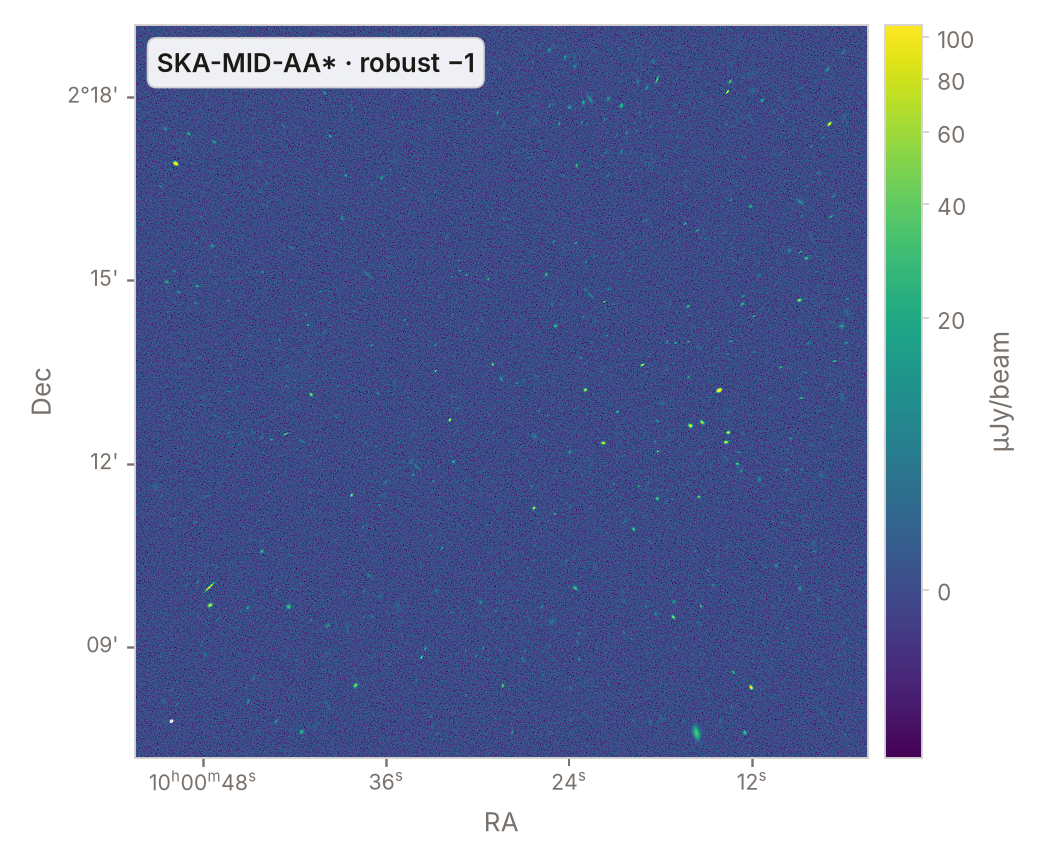 SKA-MID-AA* · robust −1
100
80
60
40
20
0
µJy/beam
2°18'
15'
12'
09'
Dec
10ʰ00ᵐ48ˢ
36ˢ
24ˢ
12ˢ
RA